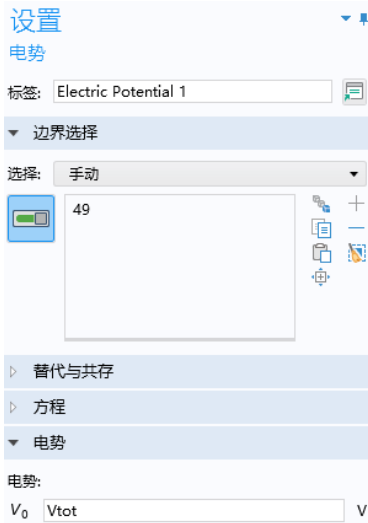 设置
电势
标签: Electric Potential 1
边界选择
选择: 手动
49
替代与共存
方程
电势
电势:
V₀ Vtot V